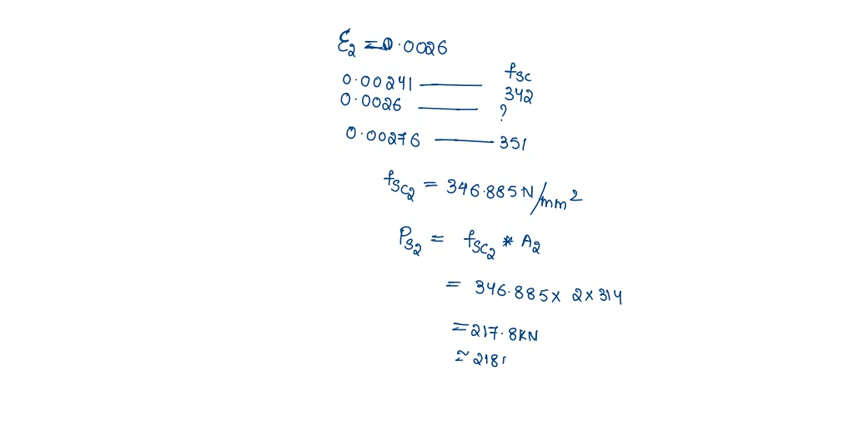 ε₂ = 0.0026
fsc
0.00241 —— 342
0.0026 —— ?
0.00276 —— 351
fsc₂ = 346.885 N/mm²
Ps₂ = fsc₂ * A₂
= 346.885 × 2 × 314
= 217.8 KN
≈ 218